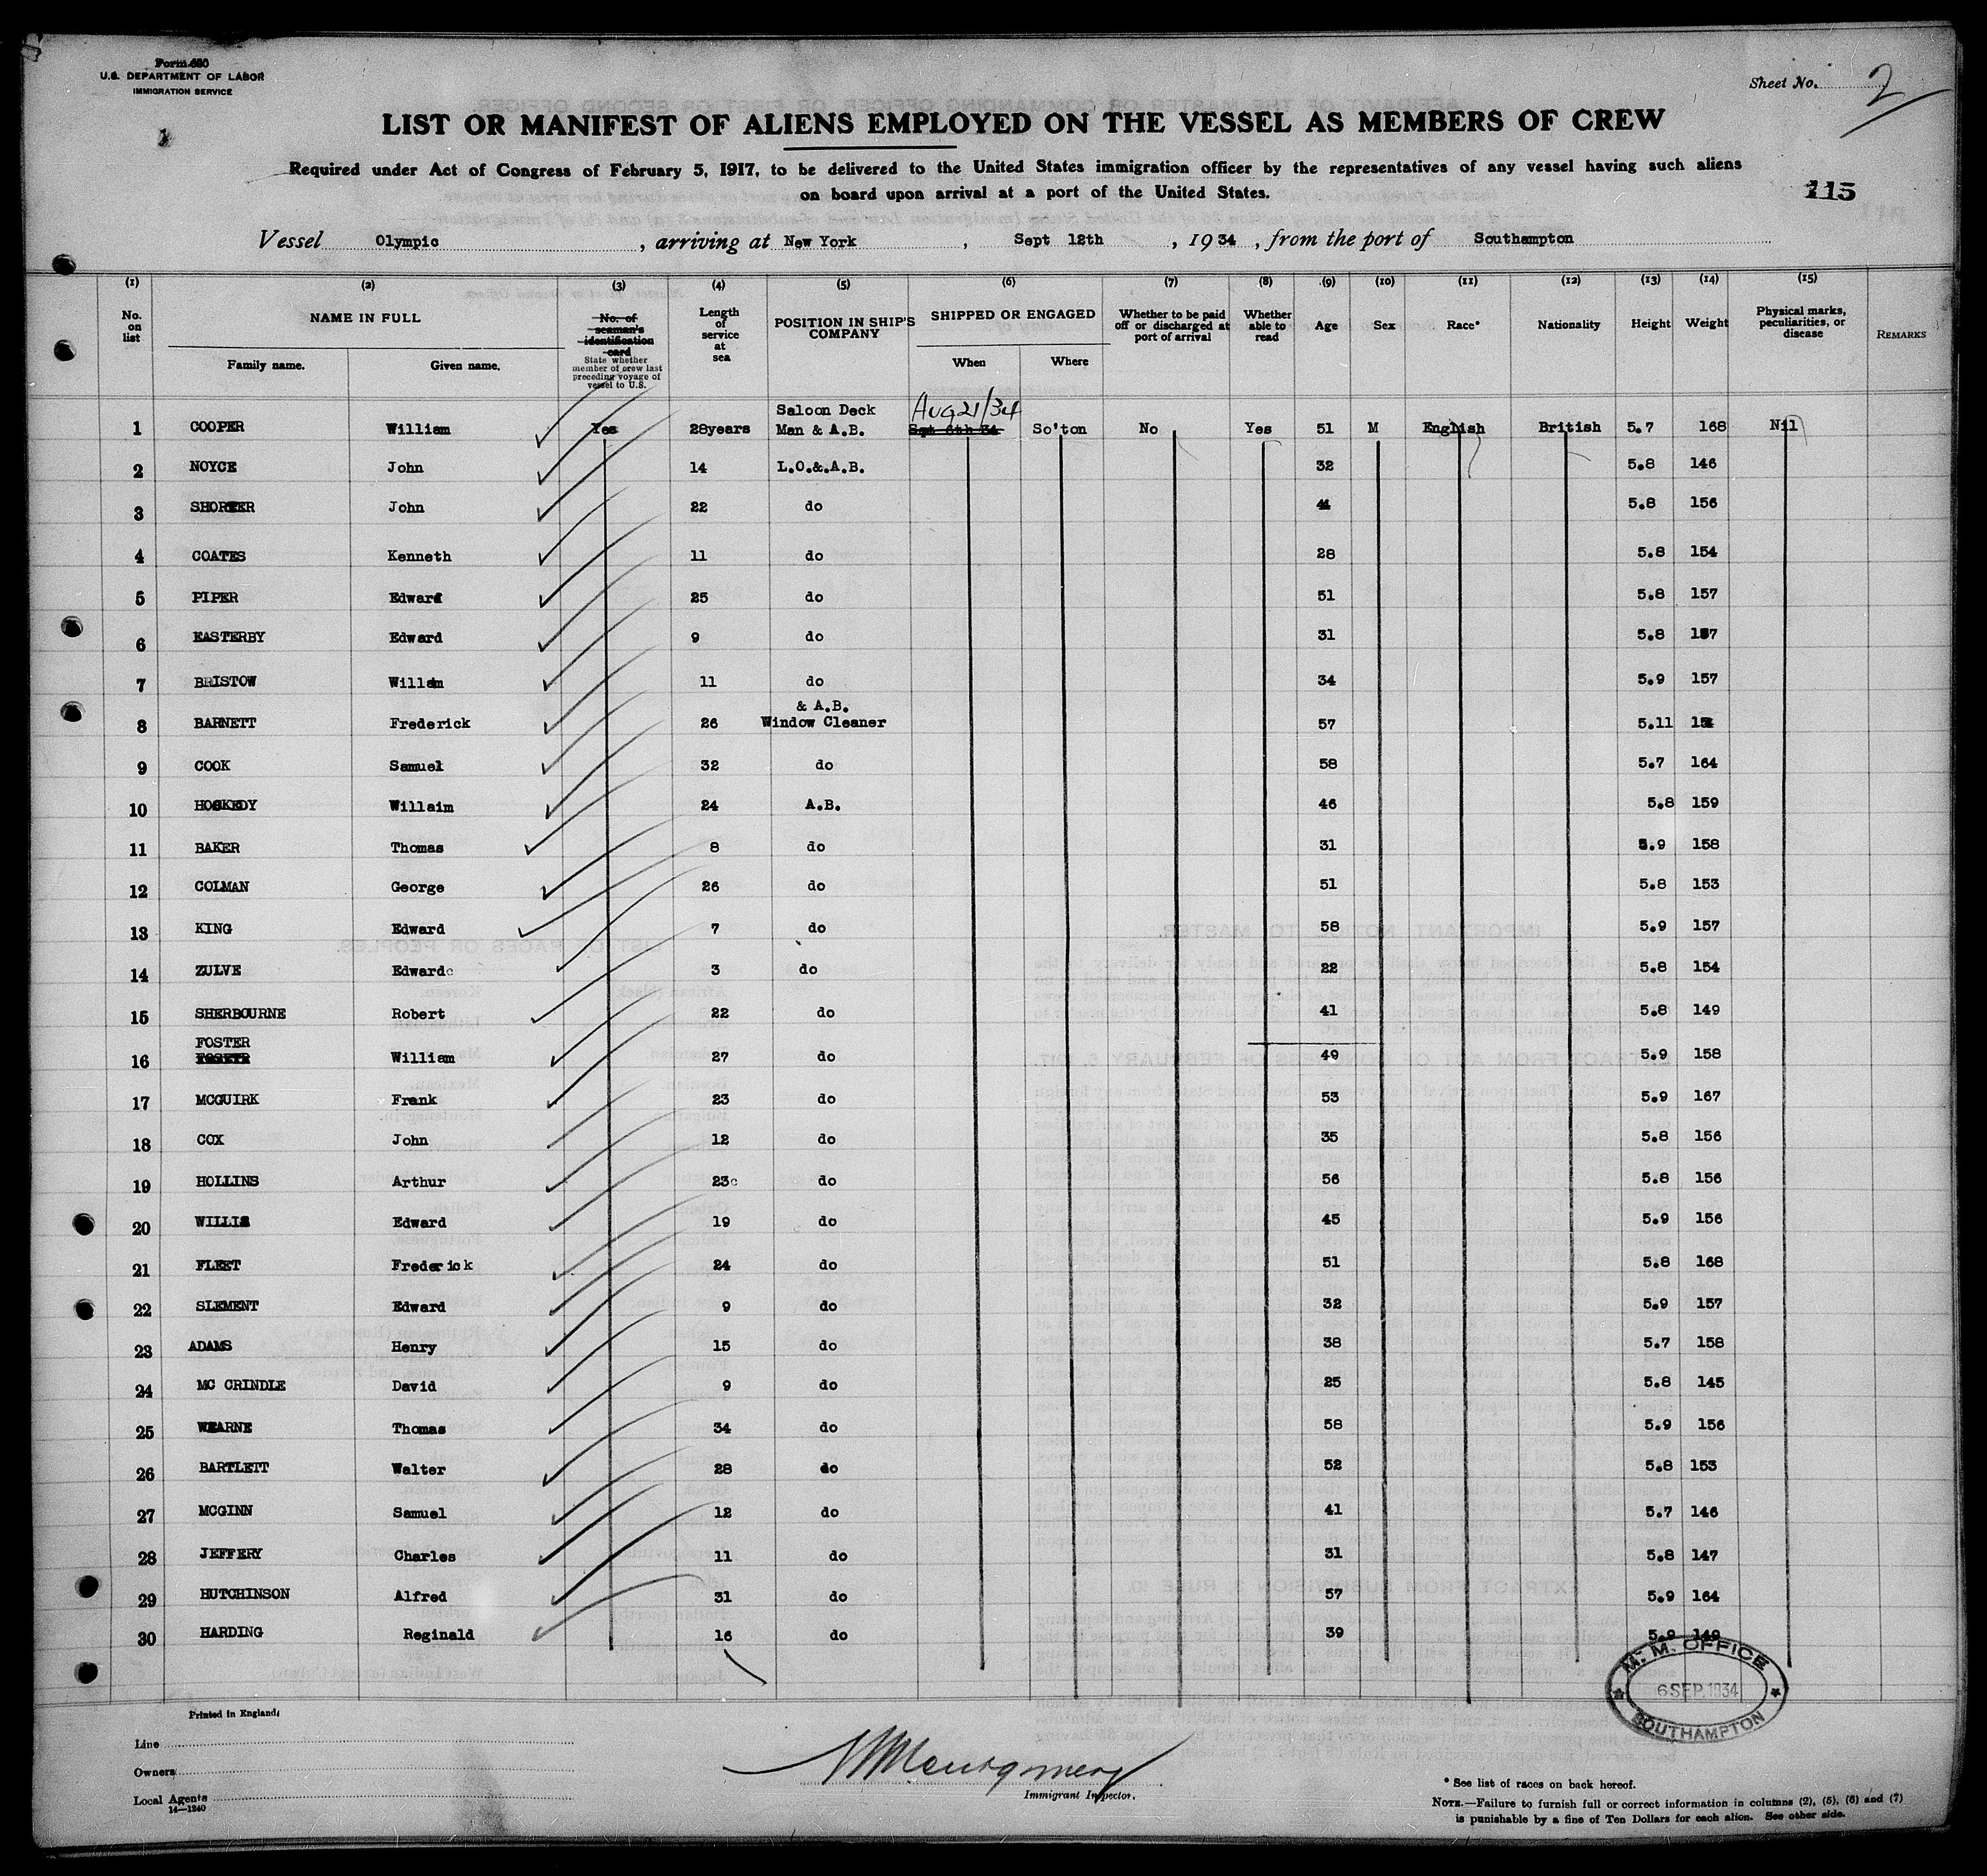 Form 680
U.S. DEPARTMENT OF LABOR
IMMIGRATION SERVICE
Sheet No. 2
LIST OR MANIFEST OF ALIENS EMPLOYED ON THE VESSEL AS MEMBERS OF CREW
Required under Act of Congress of February 5, 1917, to be delivered to the United States immigration officer by the representatives of any vessel having such aliens
on board upon arrival at a port of the United States.
115
Vessel Olympic, arriving at New York, Sept 12th, 1934, from the port of Southampton
(1) (2) (3) (4) (5) (6) (7) (8) (9) (10) (11) (12) (13) (14) (15)
No. on list
NAME IN FULL
Family name. Given name.
No. of seaman's identification card
State whether member of crew last preceding voyage of vessel to U.S.
Length of service at sea
POSITION IN SHIP'S COMPANY
SHIPPED OR ENGAGED
When Where
Whether to be paid off or discharged at port of arrival
Whether able to read
Age
Sex
Race*
Nationality
Height
Weight
Physical marks, peculiarities, or disease
REMARKS
1 COOPER William Yes 28years Saloon Deck Man & A.B. Aug 21/34 Sept 6th 34 So'ton No Yes 51 M English British 5.7 168 Nil
2 NOYCE John 14 L.O.&.A.B. 32 5.8 146
3 SHORTER John 22 do 41 5.8 156
4 COATES Kenneth 11 do 28 5.8 154
5 PIPER Edward 25 do 51 5.8 157
6 EASTERBY Edward 9 do 31 5.8 157
7 BRISTOW Willam 11 do 34 5.9 157
8 BARNETT Frederick 26 & A.B. Window Cleaner 57 5.11
9 COOK Samuel 32 do 58 5.7 164
10 Willaim 24 A.B. 46 5.8 159
11 BAKER Thomas 8 do 31 5.9 158
12 COLMAN George 26 do 51 5.8 153
13 KING Edward 7 do 58 5.9 157
14 ZULVE Edwardc 3 do 22 5.8 154
15 SHERBOURNE Robert 22 do 41 5.8 149
16 FOSTER William 27 do 49 5.9 158
17 MCGUIRK Frank 23 do 53 5.9 167
18 COX John 12 do 35 5.8 156
19 HOLLINS Arthur 23c do 56 5.8 156
20 WILLIS Edward 19 do 45 5.9 156
21 FLEET Frederick 24 do 51 5.8 168
22 SLEMENT Edward 9 do 32 5.9 157
23 ADAMS Henry 15 do 38 5.7 158
24 MC CRINDLE David 9 do 25 5.8 145
25 WEARNE Thomas 34 do 58 5.9 156
26 BARTLETT Walter 28 do 52 5.8 153
27 MCGINN Samuel 12 do 41 5.7 146
28 JEFFERY Charles 11 do 31 5.8 147
29 HUTCHINSON Alfred 31 do 57 5.9 164
30 HARDING Reginald 16 do 39 5.9 149
M. M. OFFICE
6 SEP. 1934
SOUTHAMPTON
Printed in England.
Line
Owners
Local Agents
14—1240
Montgomery
Immigrant Inspector.
* See list of races on back hereof.
NOTE.—Failure to furnish full or correct information in columns (2), (5), (6) and (7)
is punishable by a fine of Ten Dollars for each alien. See other side.